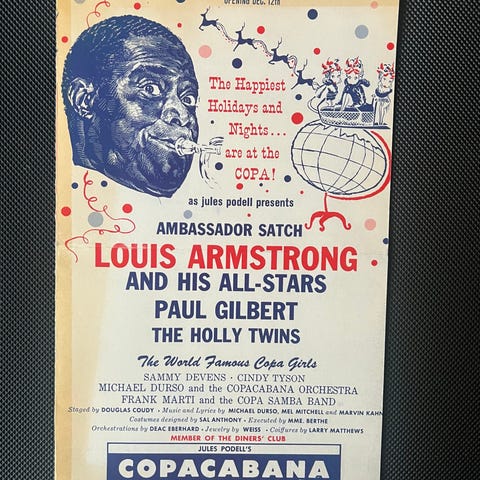 OPENING DEC. 12th
The Happiest
Holidays and
Nights...
are at the
COPA!
as jules podell presents
AMBASSADOR SATCH
LOUIS ARMSTRONG
AND HIS ALL-STARS
PAUL GILBERT
THE HOLLY TWINS
The World Famous Copa Girls
SAMMY DEVENS · CINDY TYSON
MICHAEL DURSO and the COPACABANA ORCHESTRA
FRANK MARTI and the COPA SAMBA BAND
Staged by DOUGLAS COUDY · Music and Lyrics by MICHAEL DURSO, MEL MITCHELL and MARVIN KAHN
Costumes designed by SAL ANTHONY · Executed by MME. BERTHE
Orchestrations by DEAC EBERHARD · Jewelry by WEISS · Coiffures by LARRY MATTHEWS
MEMBER OF THE DINERS' CLUB
JULES PODELL'S
COPACABANA